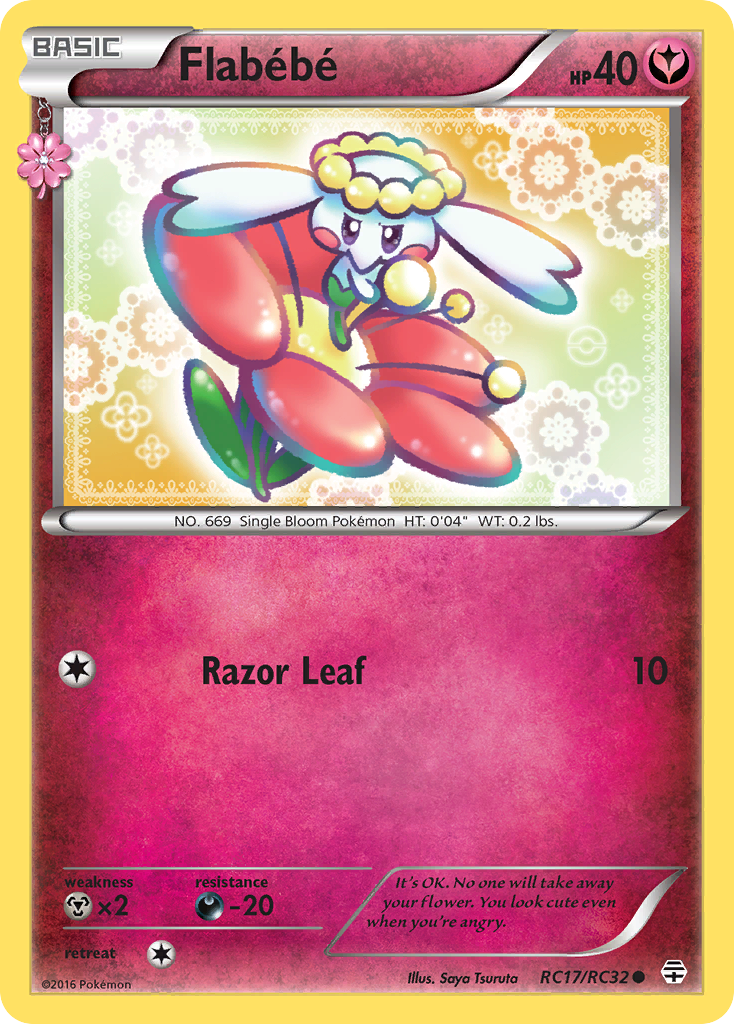 BASIC
Flabébé
HP40
NO. 669 Single Bloom Pokémon HT: 0'04" WT: 0.2 lbs.
Razor Leaf 10
weakness
×2
resistance
-20
retreat
It's OK. No one will take away
your flower. You look cute even
when you're angry.
©2016 Pokémon
Illus. Saya Tsuruta
RC17/RC32